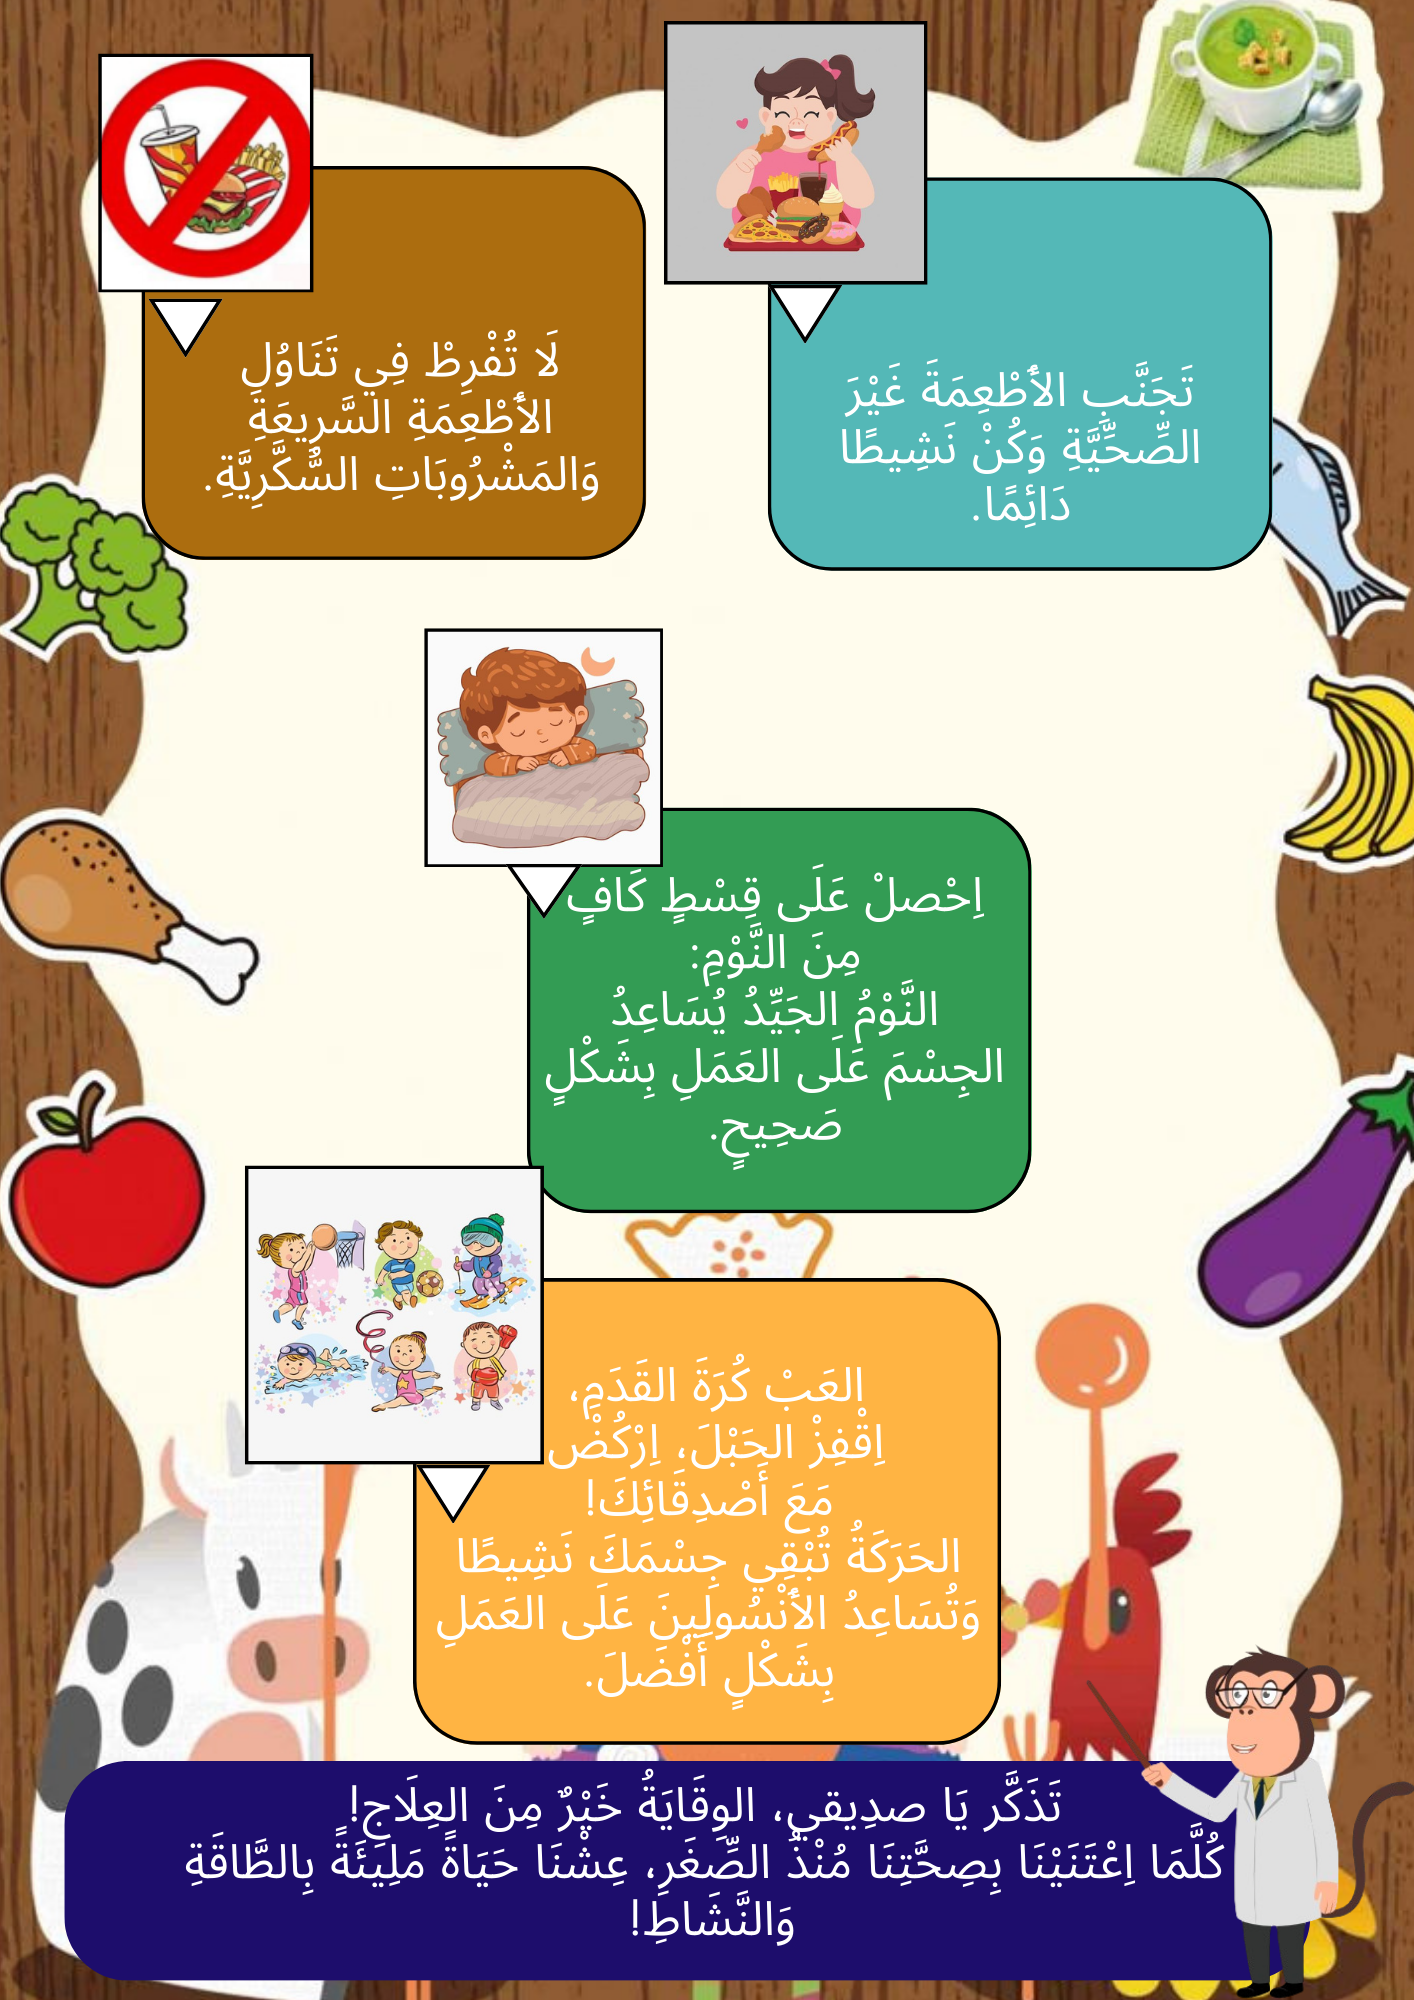 تَجَنَّبِ الأَطْعِمَةَ غَيْرَ
الصِّحِّيَّةِ وَكُنْ نَشِيطًا
دَائِمًا.
لَا تُفْرِطْ فِي تَنَاوُلِ
الأَطْعِمَةِ السَّرِيعَةِ
وَالمَشْرُوبَاتِ السُّكَّرِيَّةِ.
اِحْصلْ عَلَى قِسْطٍ كَافٍ
مِنَ النَّوْمِ:
النَّوْمُ الجَيِّدُ يُسَاعِدُ
الجِسْمَ عَلَى العَمَلِ بِشَكْلٍ
صَحِيحٍ.
العَبْ كُرَةَ القَدَمِ،
اِقْفِزْ الحَبْلَ، اِرْكُضْ
مَعَ أَصْدِقَائِكَ!
الحَرَكَةُ تُبْقِي جِسْمَكَ نَشِيطًا
وَتُسَاعِدُ الأَنْسُولِينَ عَلَى العَمَلِ
بِشَكْلٍ أَفْضَلَ.
تَذَكَّر يَا صدِيقي، الوِقَايَةُ خَيْرٌ مِنَ العِلَاجِ!
كُلَّمَا اِعْتَنَيْنَا بِصِحَّتِنَا مُنْذُ الصِّغَرِ، عِشْنَا حَيَاةً مَلِيئَةً بِالطَّاقَةِ
وَالنَّشَاطِ!